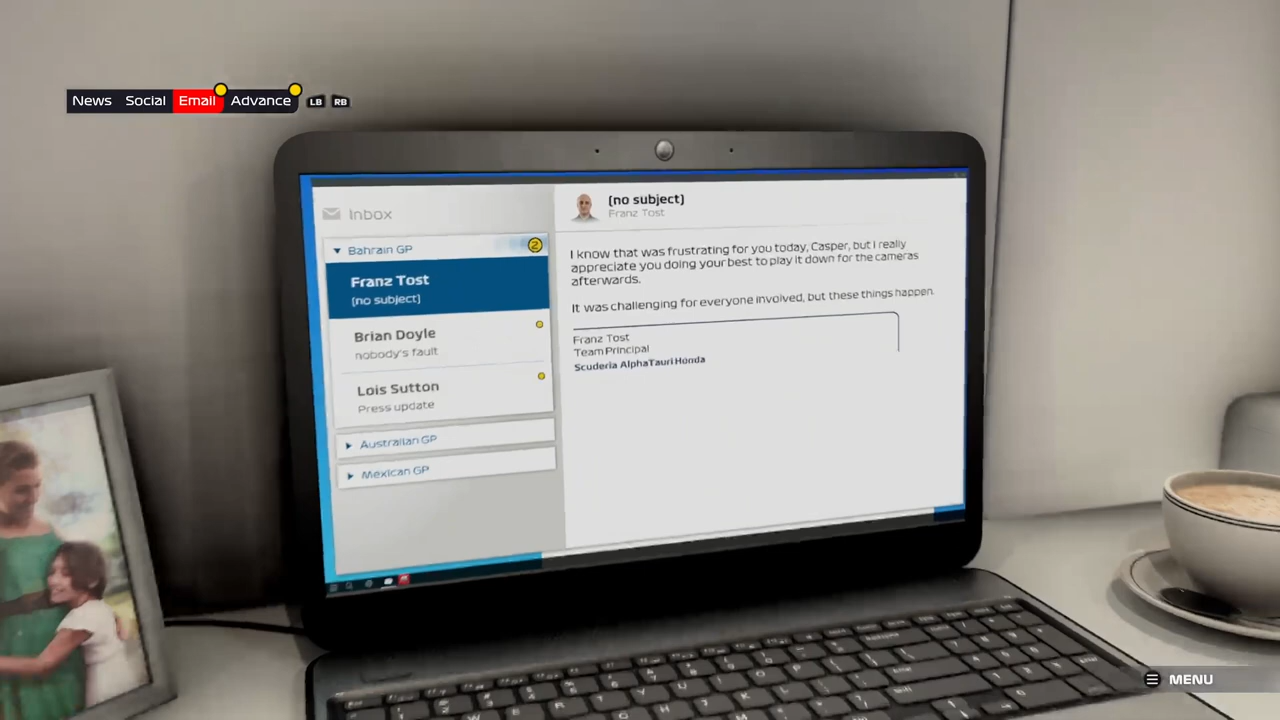 News Social Email Advance LB RB
Inbox
Bahrain GP 2
Franz Tost
(no subject)
Brian Doyle
nobody's fault
Lois Sutton
Press update
Australian GP
Mexican GP
(no subject)
Franz Tost
I know that was frustrating for you today, Casper, but I really
appreciate you doing your best to play it down for the cameras
afterwards.
It was challenging for everyone involved, but these things happen.
Franz Tost
Team Principal
Scuderia AlphaTauri Honda
MENU